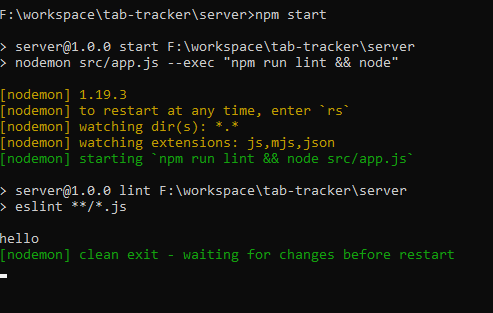 F:\workspace\tab-tracker\server>npm start
> server@1.0.0 start F:\workspace\tab-tracker\server
> nodemon src/app.js --exec "npm run lint && node"
[nodemon] 1.19.3
[nodemon] to restart at any time, enter `rs`
[nodemon] watching dir(s): *.*
[nodemon] watching extensions: js,mjs,json
[nodemon] starting `npm run lint && node src/app.js`
> server@1.0.0 lint F:\workspace\tab-tracker\server
> eslint **/*.js
hello
[nodemon] clean exit - waiting for changes before restart